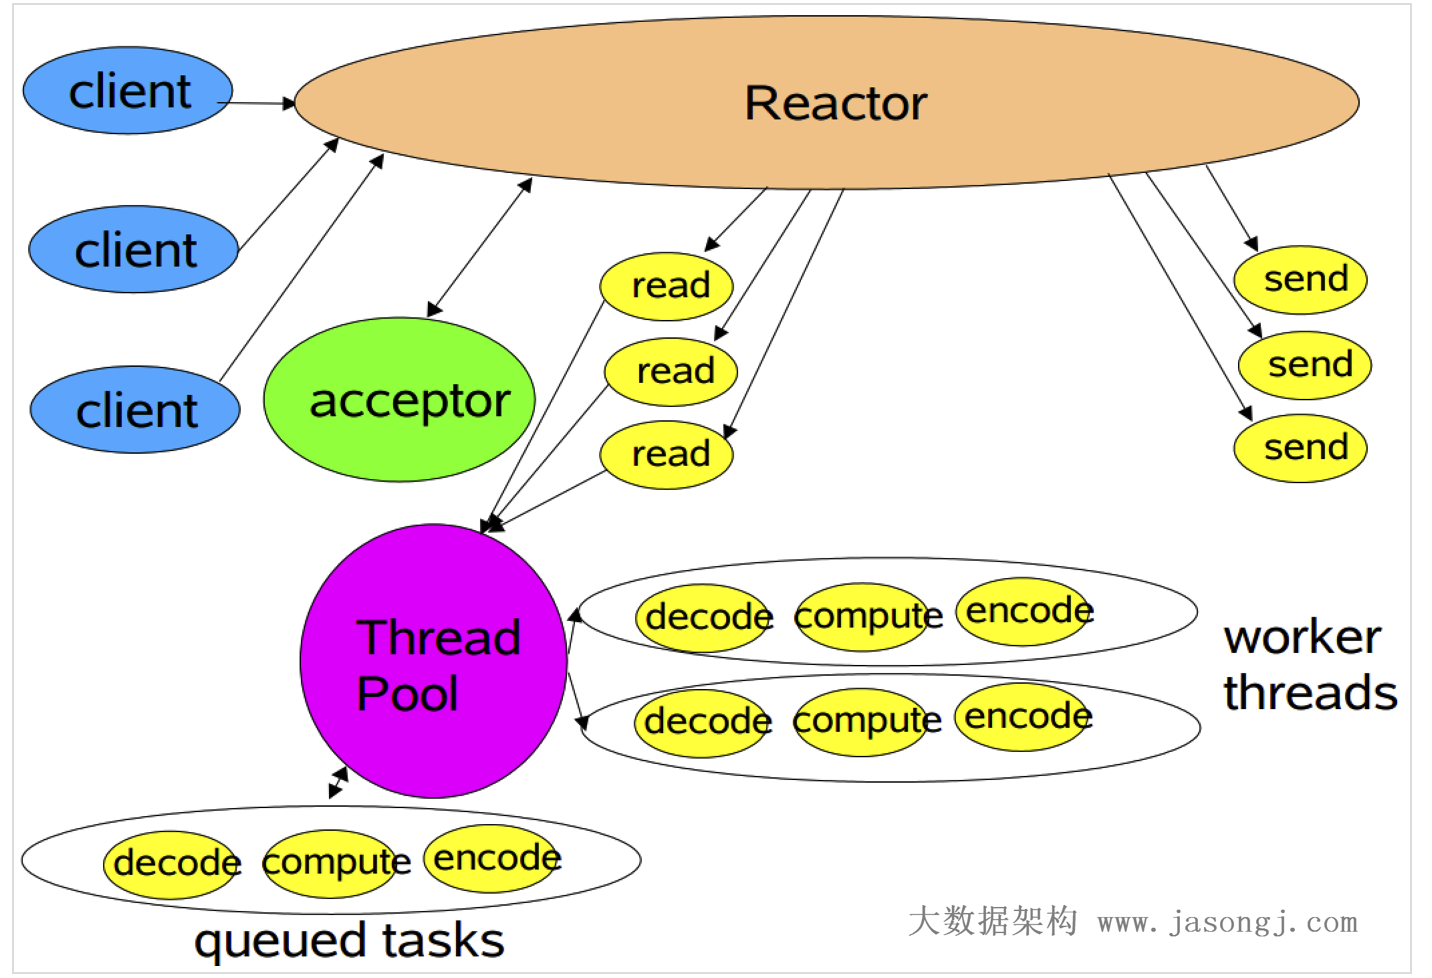 client
Reactor
client
client
acceptor
read
read
read
send
send
send
Thread
Pool
decode compute encode
decode compute encode
worker
threads
decode compute encode
queued tasks
大数据架构 www.jasongj.com